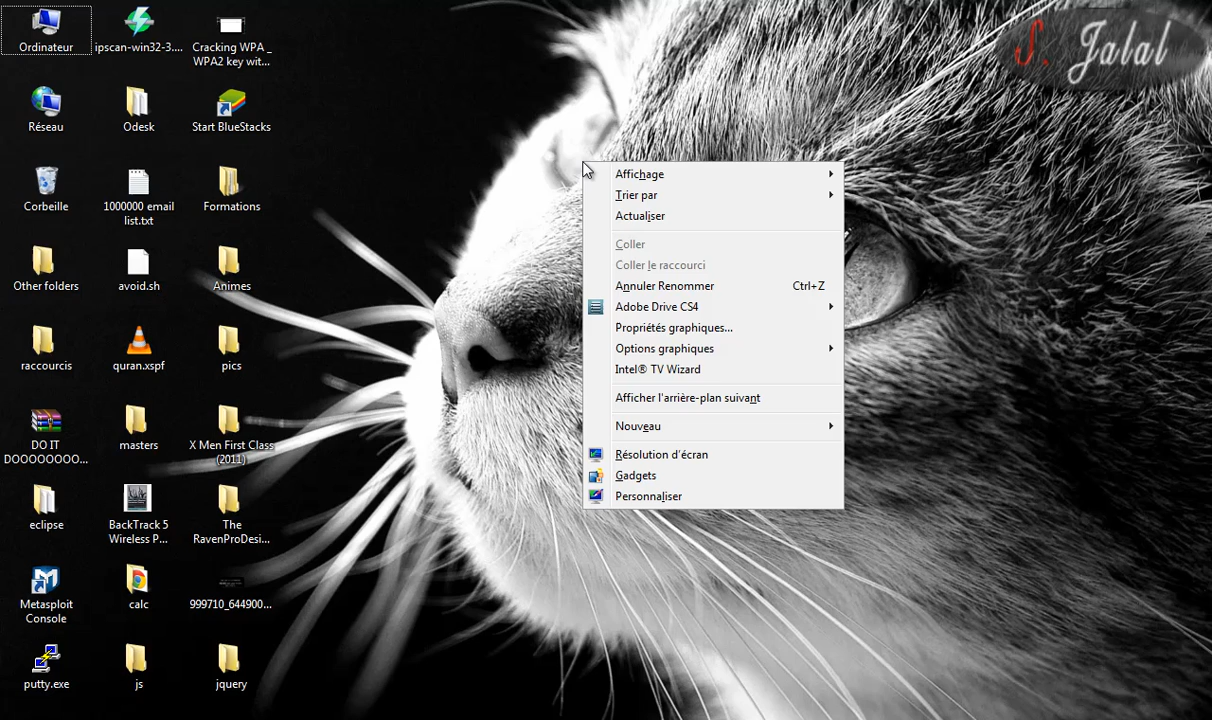 Ordinateur
ipscan-win32-3....
Cracking WPA _
WPA2 key wit...
Réseau
Odesk
Start BlueStacks
Corbeille
1000000 email
list.txt
Formations
Other folders
avoid.sh
Animes
raccourcis
quran.xspf
pics
DO IT
DOOOOOOOO...
masters
X Men First Class
(2011)
eclipse
BackTrack 5
Wireless P...
The
RavenProDesi...
Metasploit
Console
calc
999710_644900...
putty.exe
js
jquery
S. Jalal
Affichage
Trier par
Actualiser
Coller
Coller le raccourci
Annuler Renommer Ctrl+Z
Adobe Drive CS4
Propriétés graphiques...
Options graphiques
Intel® TV Wizard
Afficher l'arrière-plan suivant
Nouveau
Résolution d'écran
Gadgets
Personnaliser